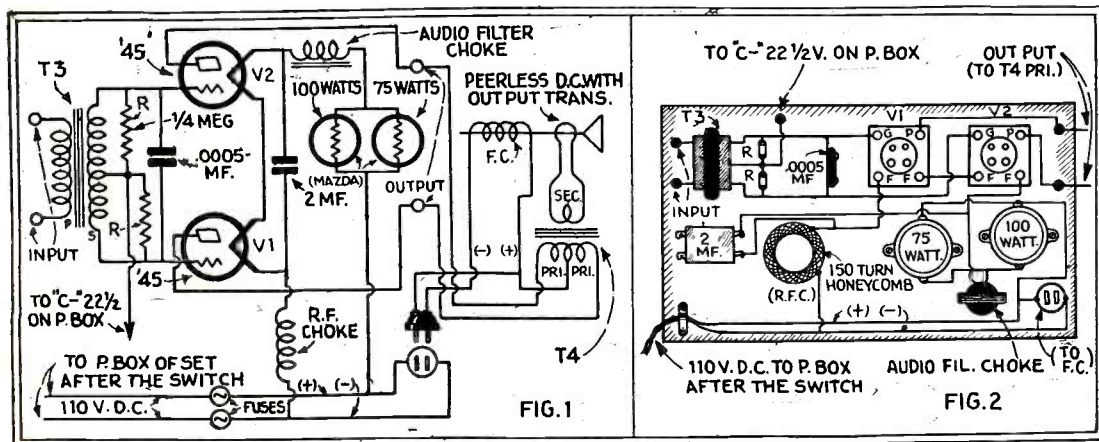 '45
T3
R
1/4 MEG
.0005-
MF.
R-
P
S
INPUT
V2
V1
'45
AUDIO FILTER
CHOKE
100 WATTS
75 WATTS
(MAZDA)
2 MF.
OUTPUT
PEERLESS D.C. WITH
OUTPUT TRANS.
F.C.
SEC.
(-) (+)
PRI.
PRI.
T4
TO "C-" 22 1/2
ON P. BOX
R.F.
CHOKE
TO P. BOX OF SET
AFTER THE SWITCH
110 V. D.C.
FUSES
(+) (-)
FIG. 1
TO "C-" 22 1/2 V. ON P. BOX
OUTPUT
(TO T4 PRI.)
T3
R
R
.0005
MF
V1
G P
F F
V2
G P
F F
INPUT
2
MF.
(R.F.C.)
150 TURN
HONEYCOMB
75
WATT.
100
WATT.
(+) (-)
110 V. D.C. TO P. BOX
AFTER THE SWITCH
AUDIO FIL. CHOKE
(TO
F.C.)
FIG. 2